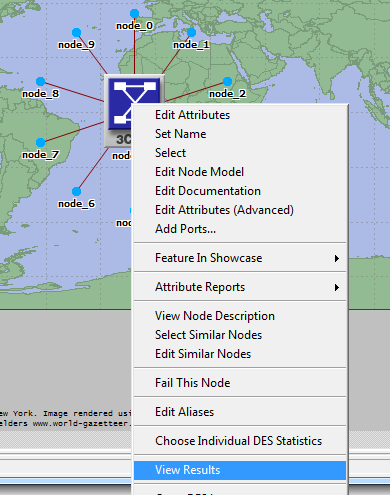 node_0
node_9
node_1
node_8
node_2
3C
node_7
node_6
Edit Attributes
Set Name
Select
Edit Node Model
Edit Documentation
Edit Attributes (Advanced)
Add Ports...
Feature In Showcase
Attribute Reports
View Node Description
Select Similar Nodes
Edit Similar Nodes
Fail This Node
Edit Aliases
Choose Individual DES Statistics
View Results
ew York. Image rendered usi
elders www.world-gazetteer.